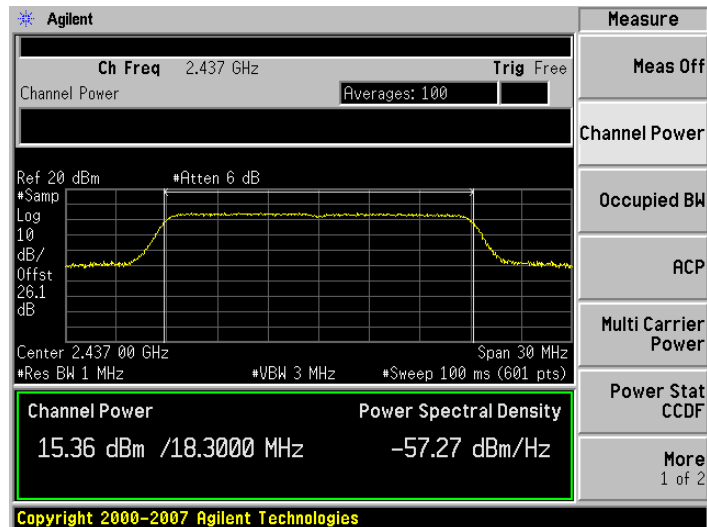 Agilent
Ch Freq 2.437 GHz Trig Free
Channel Power Averages: 100
Ref 20 dBm #Atten 6 dB
#Samp
Log
10
dB/
Offst
26.1
dB
Center 2.437 00 GHz Span 30 MHz
#Res BW 1 MHz #VBW 3 MHz #Sweep 100 ms (601 pts)
Channel Power Power Spectral Density
15.36 dBm /18.3000 MHz -57.27 dBm/Hz
Copyright 2000-2007 Agilent Technologies
Measure
Meas Off
Channel Power
Occupied BW
ACP
Multi Carrier
Power
Power Stat
CCDF
More
1 of 2